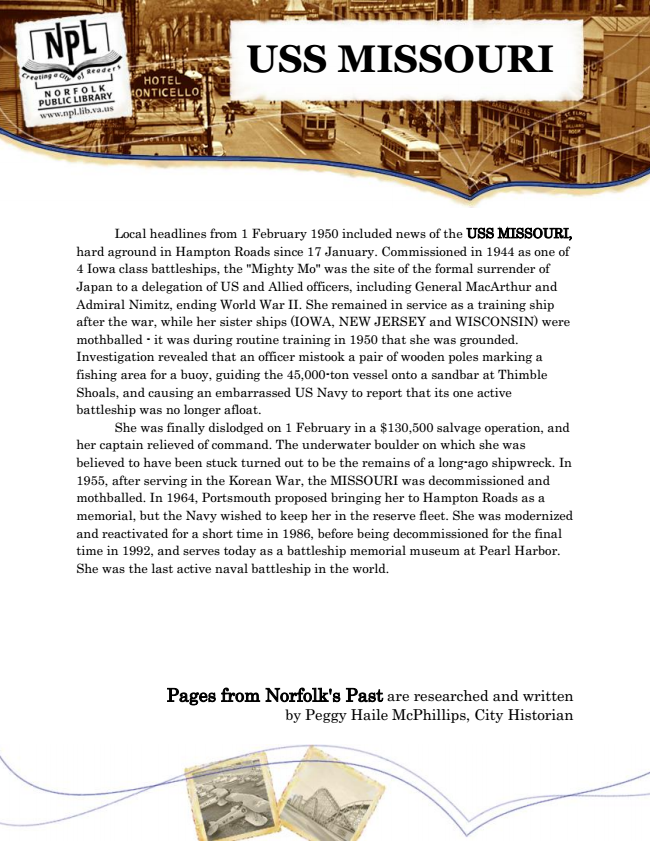 NPL
Creating a City of Readers
NORFOLK
PUBLIC LIBRARY
www.npl.lib.va.us
USS MISSOURI
HOTEL
MONTICELLO
Local headlines from 1 February 1950 included news of the USS MISSOURI,
hard aground in Hampton Roads since 17 January. Commissioned in 1944 as one of
4 Iowa class battleships, the "Mighty Mo" was the site of the formal surrender of
Japan to a delegation of US and Allied officers, including General MacArthur and
Admiral Nimitz, ending World War II. She remained in service as a training ship
after the war, while her sister ships (IOWA, NEW JERSEY and WISCONSIN) were
mothballed - it was during routine training in 1950 that she was grounded.
Investigation revealed that an officer mistook a pair of wooden poles marking a
fishing area for a buoy, guiding the 45,000-ton vessel onto a sandbar at Thimble
Shoals, and causing an embarrassed US Navy to report that its one active
battleship was no longer afloat.
She was finally dislodged on 1 February in a $130,500 salvage operation, and
her captain relieved of command. The underwater boulder on which she was
believed to have been stuck turned out to be the remains of a long-ago shipwreck. In
1955, after serving in the Korean War, the MISSOURI was decommissioned and
mothballed. In 1964, Portsmouth proposed bringing her to Hampton Roads as a
memorial, but the Navy wished to keep her in the reserve fleet. She was modernized
and reactivated for a short time in 1986, before being decommissioned for the final
time in 1992, and serves today as a battleship memorial museum at Pearl Harbor.
She was the last active naval battleship in the world.
Pages from Norfolk's Past are researched and written
by Peggy Haile McPhillips, City Historian